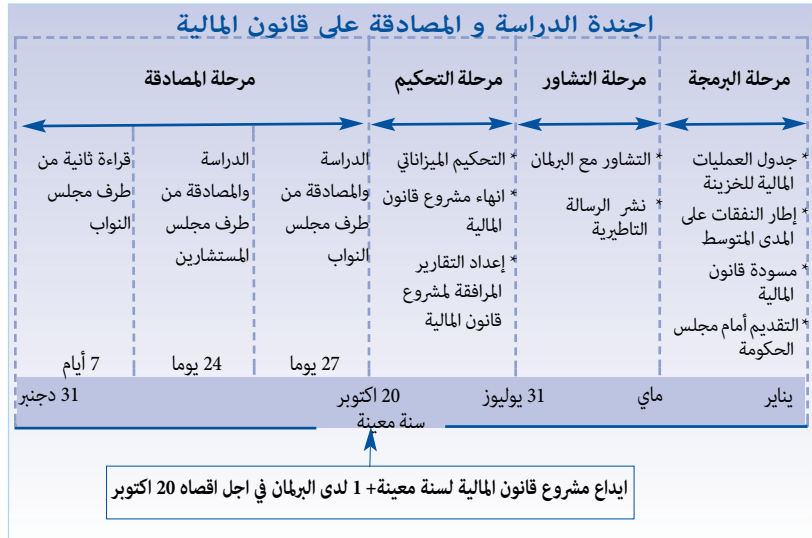 اجندة الدراسة و المصادقة على قانون المالية
مرحلة البرمجة
مرحلة التشاور
مرحلة التحكيم
مرحلة المصادقة
* جدول العمليات
المالية للخزينة
* إطار النفقات على
المدى المتوسط
* مسودة قانون
المالية
* التقديم أمام مجلس
الحكومة
* التشاور مع البرلمان
* نشر الرسالة
التاطيرية
* التحكيم الميزاناتي
* انهاء مشروع قانون
المالية
* إعداد التقارير
المرافقة لمشروع
قانون المالية
الدراسة
والمصادقة من
طرف مجلس
النواب
27 يوما
الدراسة
والمصادقة من
طرف مجلس
المستشارين
24 يوما
قراءة ثانية من
طرف مجلس
النواب
7 أيام
يناير
ماي
31 يوليوز
20 اكتوبر
31 دجنبر
سنة معينة
ايداع مشروع قانون المالية لسنة معينة+ 1 لدى البرلمان في اجل اقصاه 20 اكتوبر